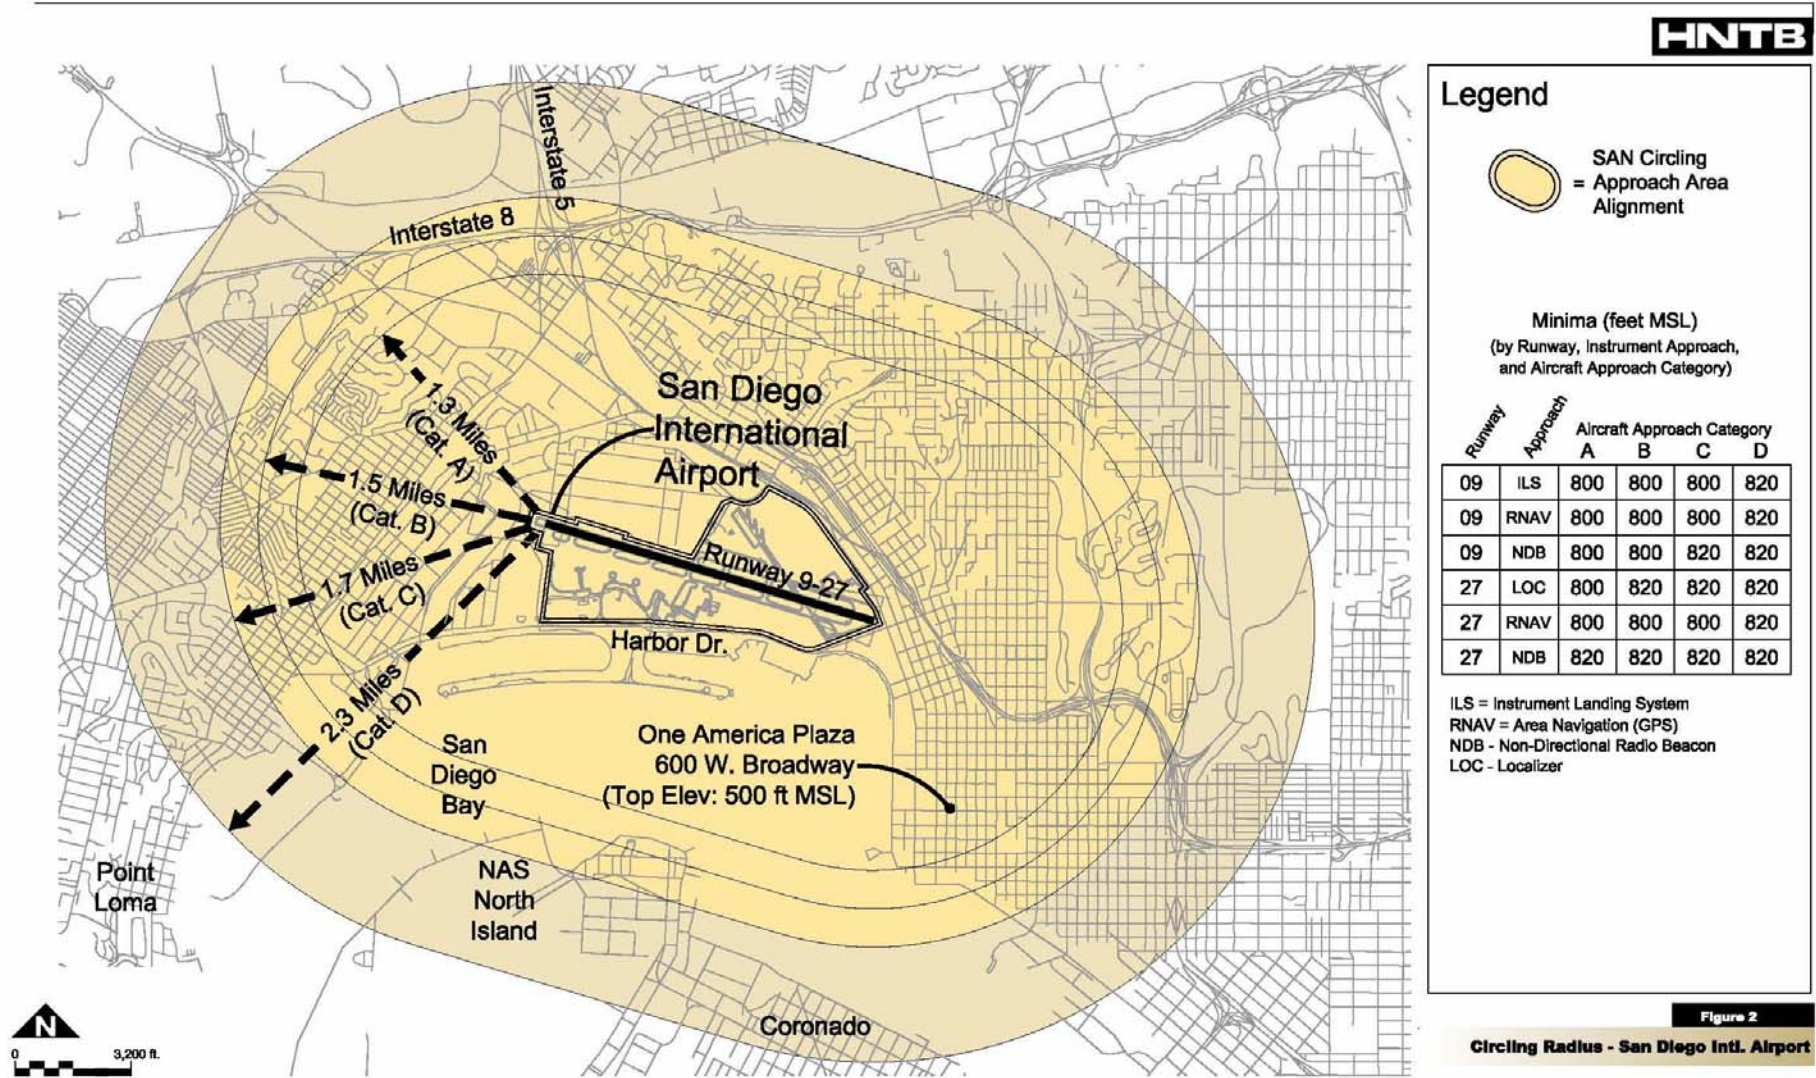 HNTB
Interstate 5
Interstate 8
1.3 Miles
(Cat. A)
1.5 Miles
(Cat. B)
1.7 Miles
(Cat. C)
2.3 Miles
(Cat. D)
San Diego
International
Airport
Runway 9-27
Harbor Dr.
One America Plaza
600 W. Broadway
(Top Elev: 500 ft MSL)
San
Diego
Bay
Point
Loma
NAS
North
Island
Coronado
N
0 3,200 ft.
Legend
SAN Circling
= Approach Area
Alignment
Minima (feet MSL)
(by Runway, Instrument Approach,
and Aircraft Approach Category)
Runway Approach Aircraft Approach Category
A B C D
09 ILS 800 800 800 820
09 RNAV 800 800 800 820
09 NDB 800 800 820 820
27 LOC 800 820 820 820
27 RNAV 800 800 800 820
27 NDB 820 820 820 820
ILS = Instrument Landing System
RNAV = Area Navigation (GPS)
NDB - Non-Directional Radio Beacon
LOC - Localizer
Figure 2
Circling Radius - San Diego Intl. Airport